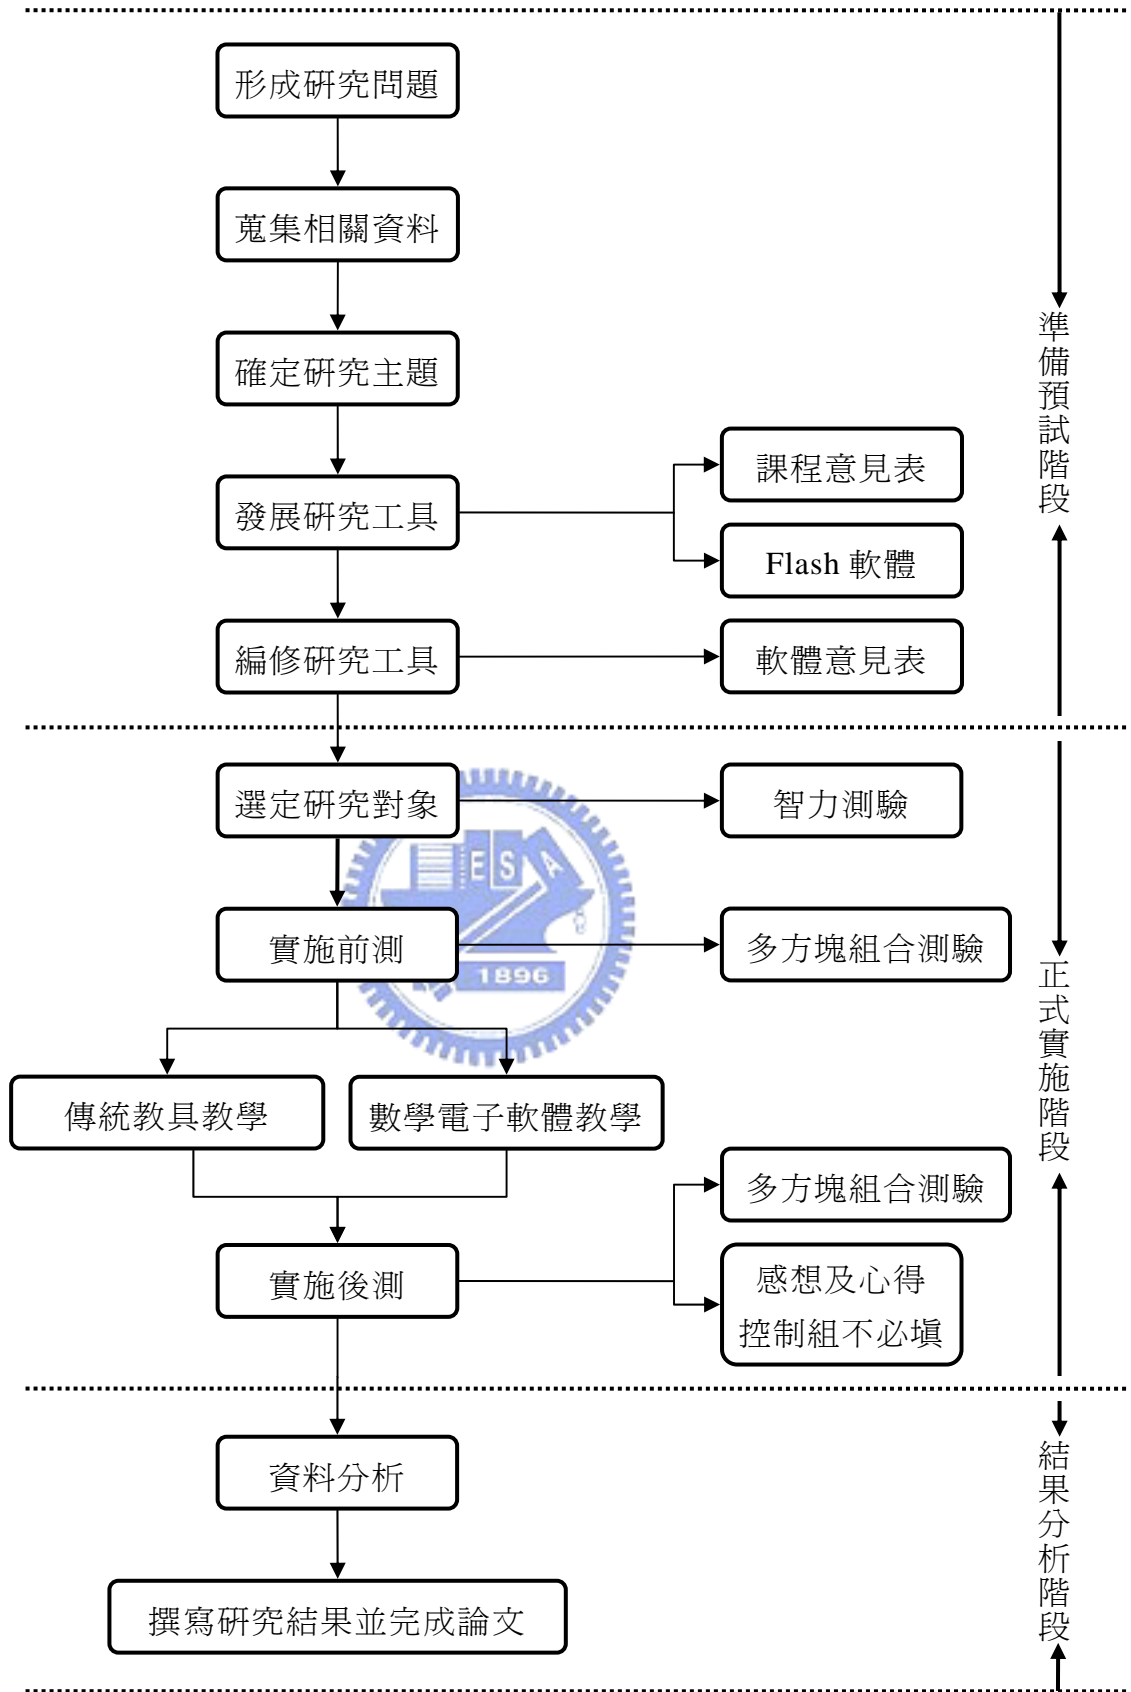 形成研究問題
蒐集相關資料
確定研究主題
發展研究工具
課程意見表
Flash 軟體
編修研究工具
軟體意見表
準備預試階段
選定研究對象
智力測驗
實施前測
多方塊組合測驗
傳統教具教學
數學電子軟體教學
實施後測
多方塊組合測驗
感想及心得
控制組不必填
正式實施階段
資料分析
撰寫研究結果並完成論文
結果分析階段
ESA
1896